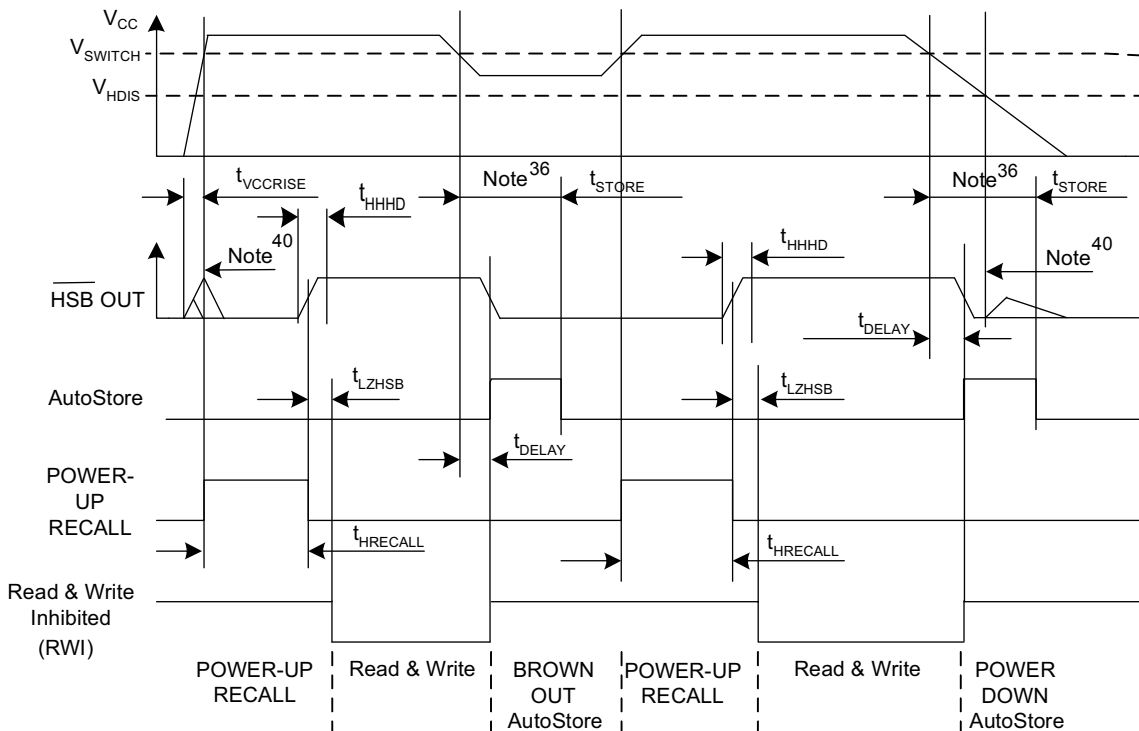 VCC
VSWITCH
VHDIS
tVCCRISE
Note36
tSTORE
Note36
tSTORE
tHHHD
Note40
tHHHD
Note40
HSB OUT
tDELAY
tLZHSB
tLZHSB
AutoStore
tDELAY
POWER-
UP
RECALL
tHRECALL
tHRECALL
Read & Write
Inhibited
(RWI)
POWER-UP
RECALL
Read & Write
BROWN
OUT
AutoStore
POWER-UP
RECALL
Read & Write
POWER
DOWN
AutoStore